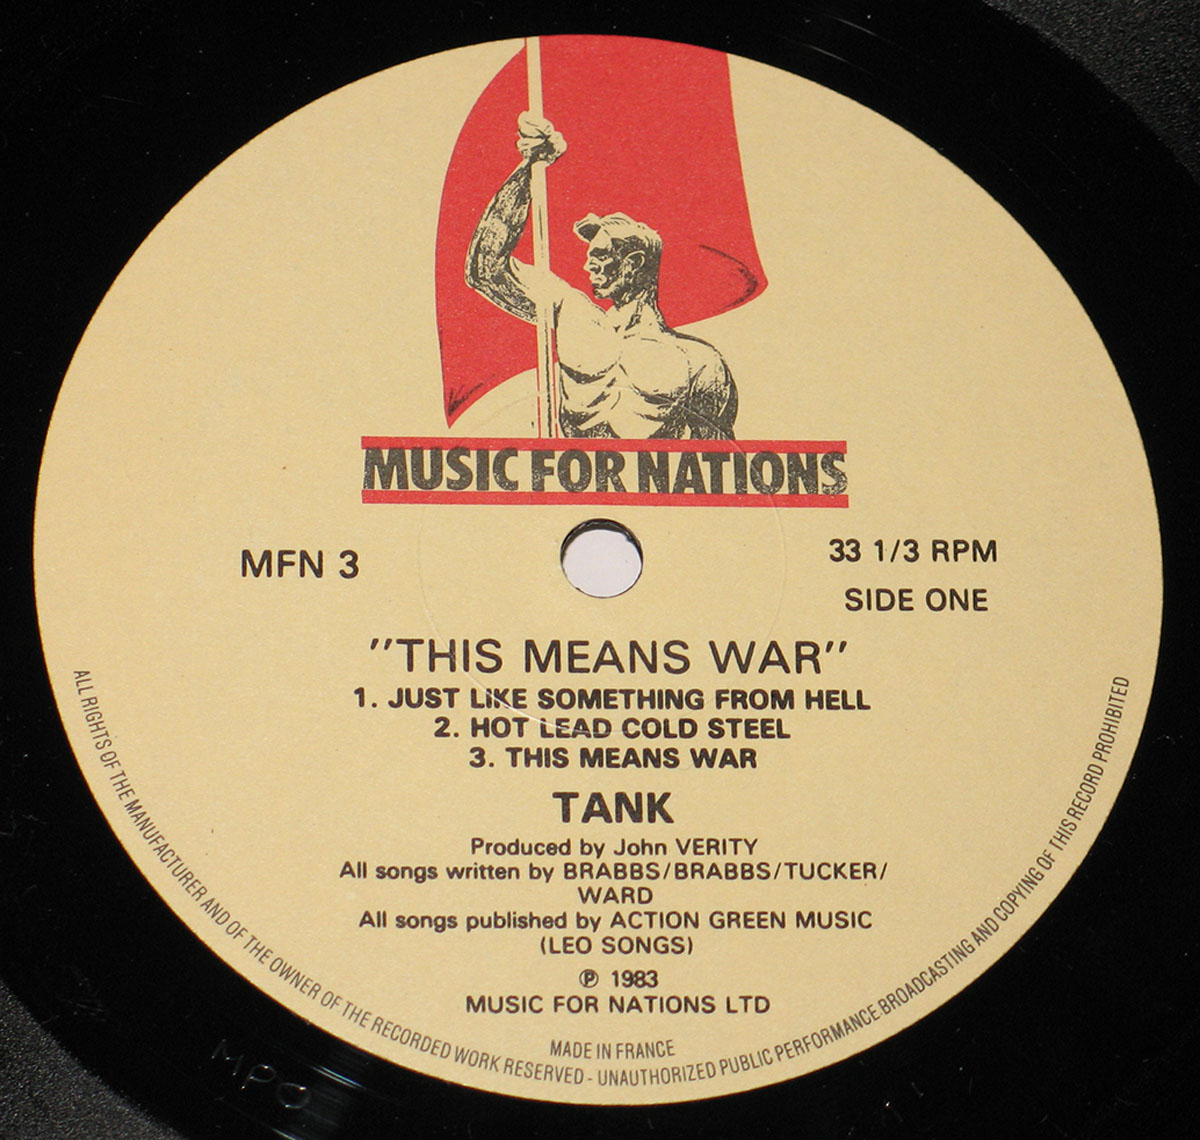 MUSIC FOR NATIONS
MFN 3
33 1/3 RPM
SIDE ONE
"THIS MEANS WAR"
1. JUST LIKE SOMETHING FROM HELL
2. HOT LEAD COLD STEEL
3. THIS MEANS WAR
TANK
Produced by John VERITY
All songs written by BRABBS/BRABBS/TUCKER/
WARD
All songs published by ACTION GREEN MUSIC
(LEO SONGS)
℗ 1983
MUSIC FOR NATIONS LTD
MADE IN FRANCE
ALL RIGHTS OF THE MANUFACTURER AND OF THE OWNER OF THE RECORDED WORK RESERVED - UNAUTHORIZED PUBLIC PERFORMANCE BROADCASTING AND COPYING OF THIS RECORD PROHIBITED
MPO